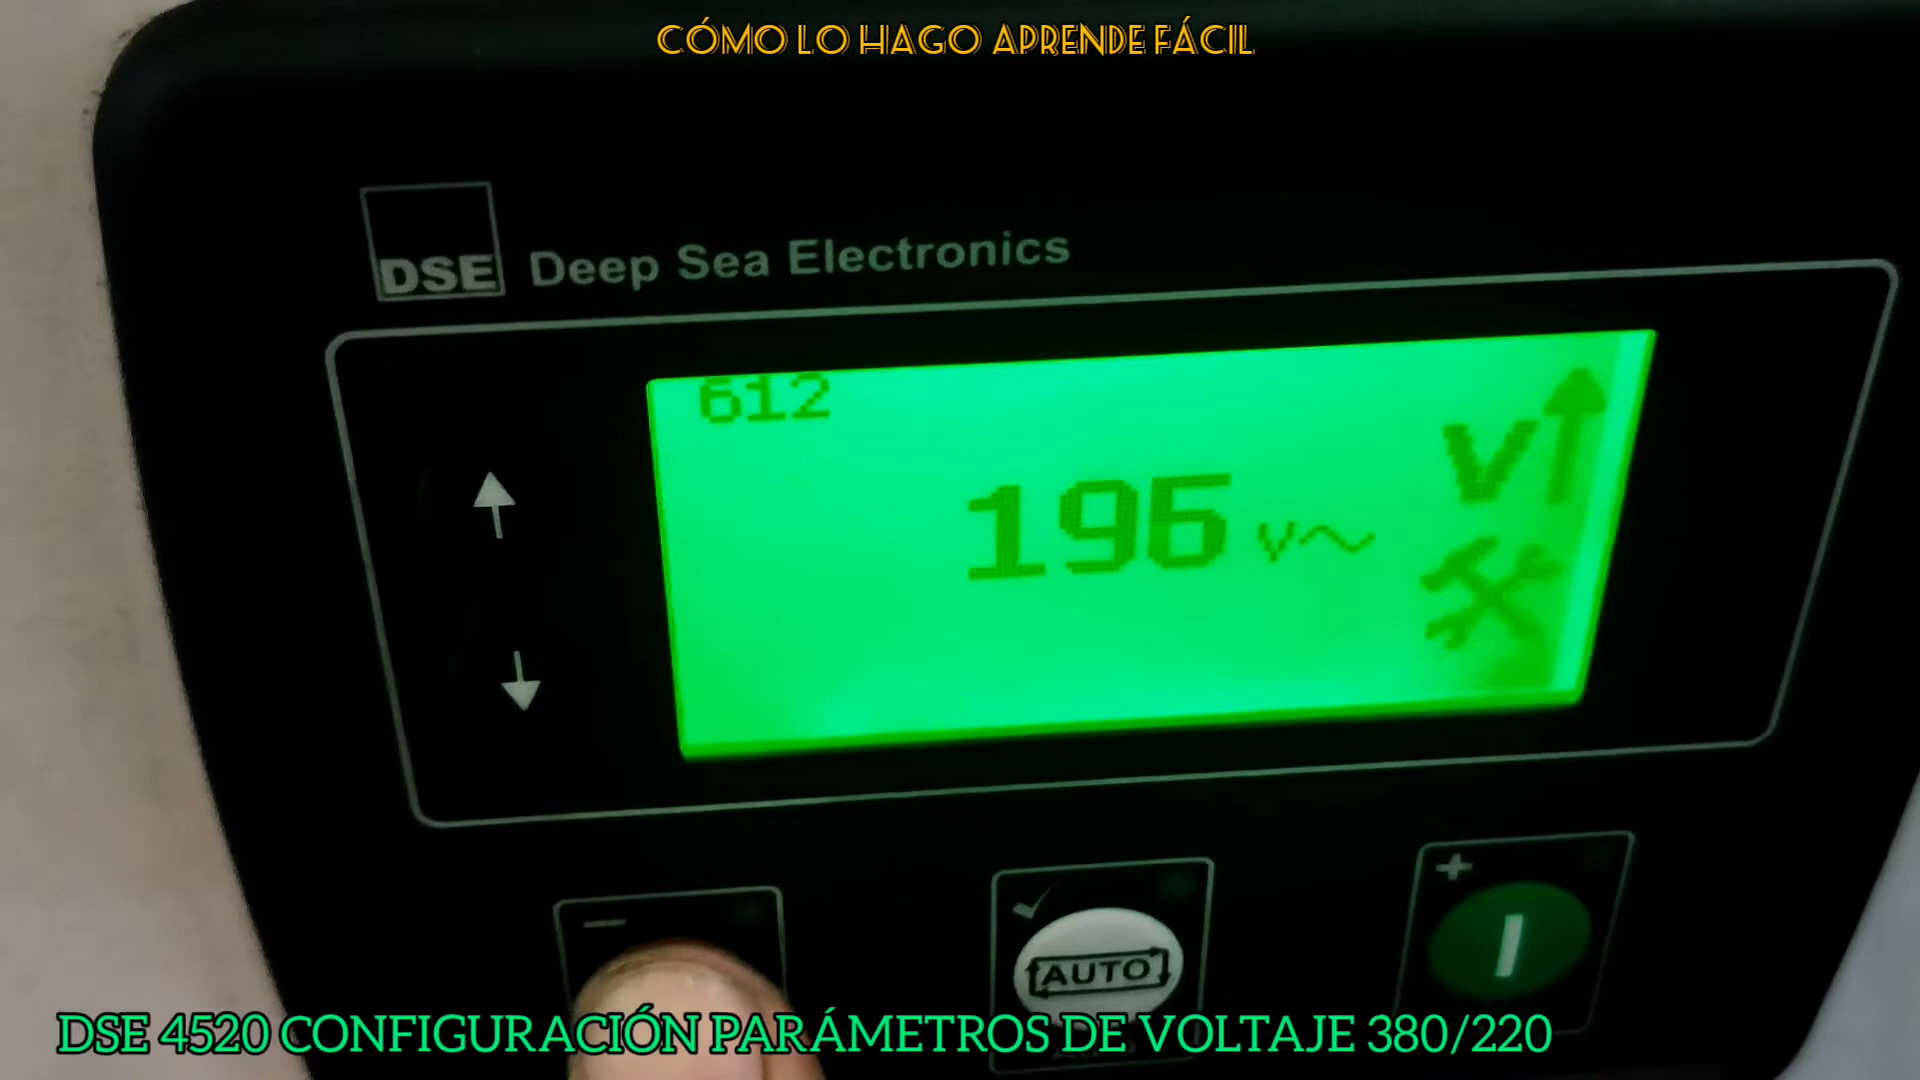 CÓMO LO HAGO APRENDE FÁCIL
DSE Deep Sea Electronics
612
V
196 V~
AUTO
DSE 4520 CONFIGURACIÓN PARÁMETROS DE VOLTAJE 380/220